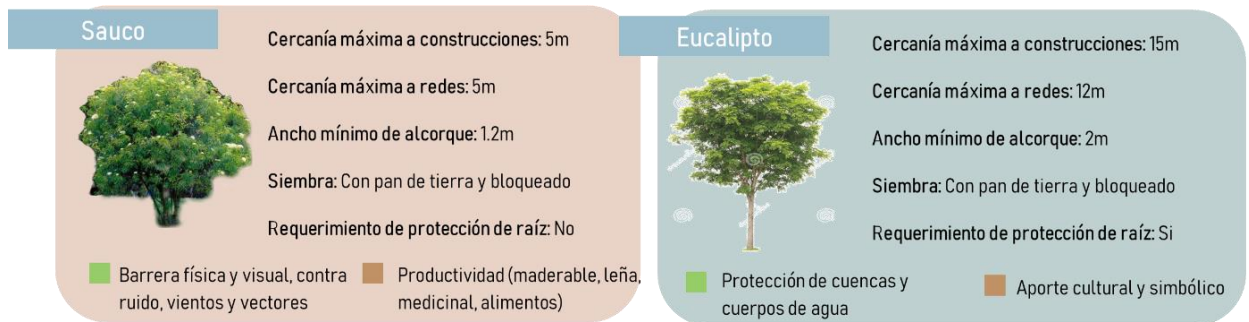 Sauco
Cercanía máxima a construcciones: 5m
Cercanía máxima a redes: 5m
Ancho mínimo de alcorque: 1.2m
Siembra: Con pan de tierra y bloqueado
Requerimiento de protección de raíz: No
Barrera física y visual, contra
ruido, vientos y vectores
Productividad (maderable, leña,
medicinal, alimentos)
Eucalipto
Cercanía máxima a construcciones: 15m
Cercanía máxima a redes: 12m
Ancho mínimo de alcorque: 2m
Siembra: Con pan de tierra y bloqueado
Requerimiento de protección de raíz: Si
Protección de cuencas y
cuerpos de agua
Aporte cultural y simbólico